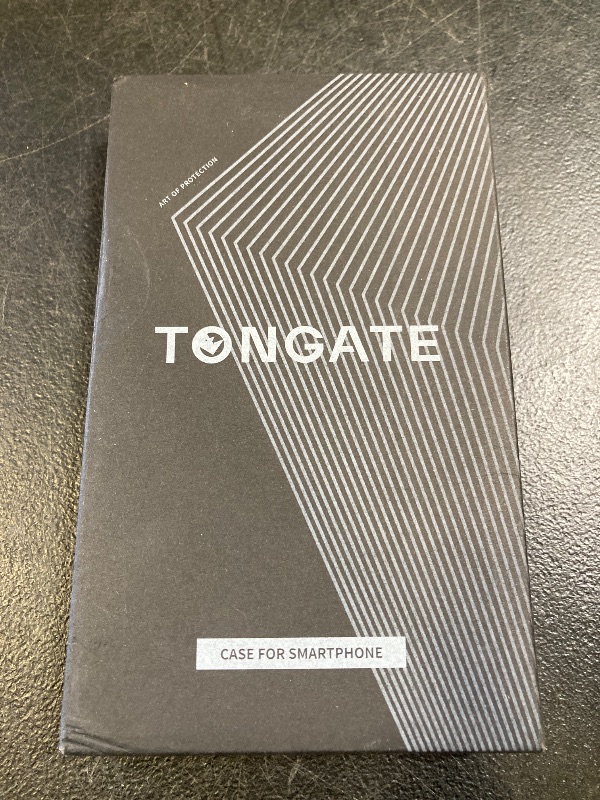 ART OF PROTECTION
TONGATE
CASE FOR SMARTPHONE